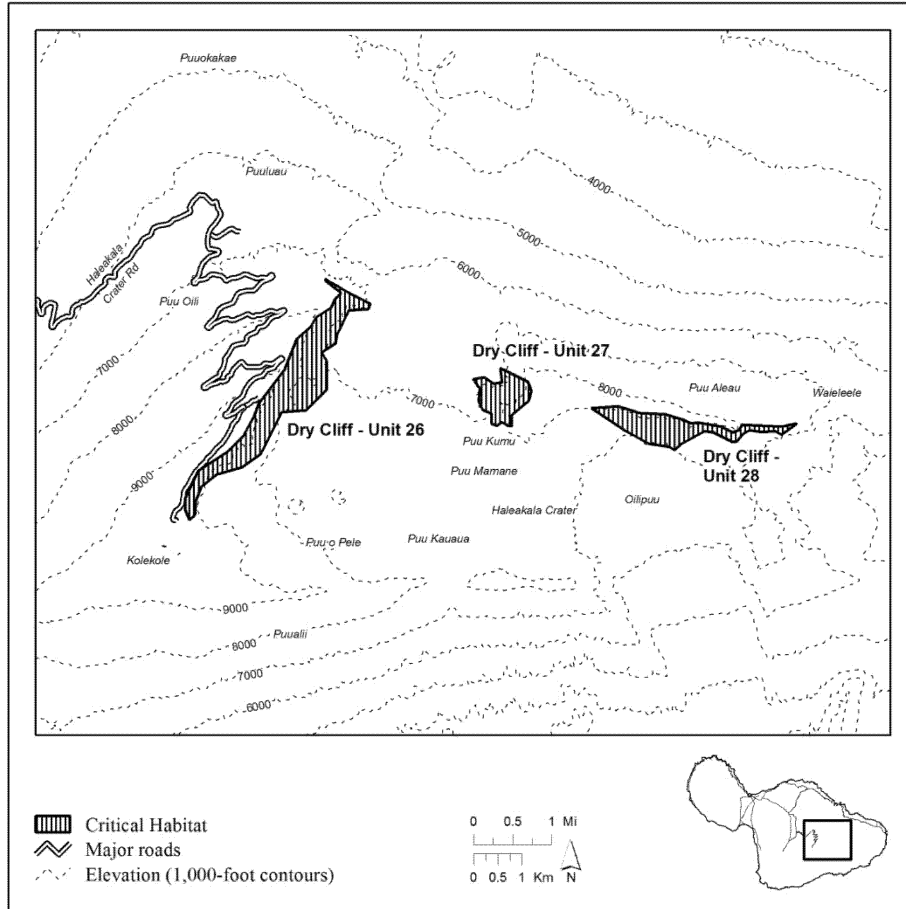 Puuokakae
Puuluau
4000
Haleakala
Crater Rd
5000
6000
Puu Oili
7000
Dry Cliff - Unit 27
8000
Puu Aleau
Waieleele
7000
8000
Dry Cliff - Unit 26
Puu Kumu
Dry Cliff -
Unit 28
Puu Mamane
9000
Haleakala Crater
Oilipuu
Puu o Pele
Puu Kauaua
Kolekole
9000
Puualii
8000
7000
6000
Critical Habitat
Major roads
Elevation (1,000-foot contours)
0 0.5 1 Mi
0 0.5 1 Km
N